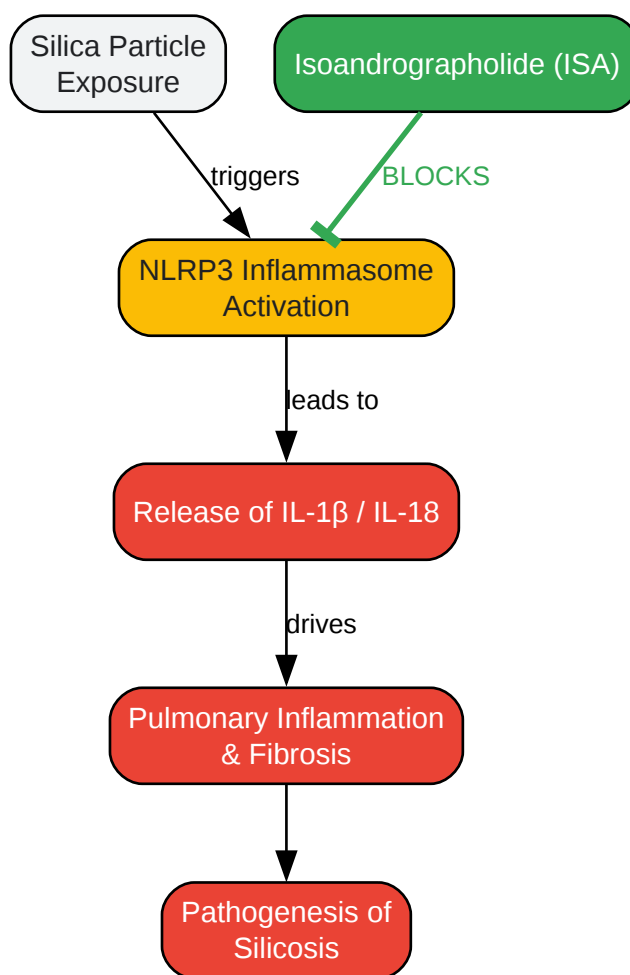 Silica Particle
Exposure
Isoandrographolide (ISA)
triggers
BLOCKS
NLRP3 Inflammasome
Activation
leads to
Release of IL-1β / IL-18
drives
Pulmonary Inflammation
& Fibrosis
Pathogenesis of
Silicosis